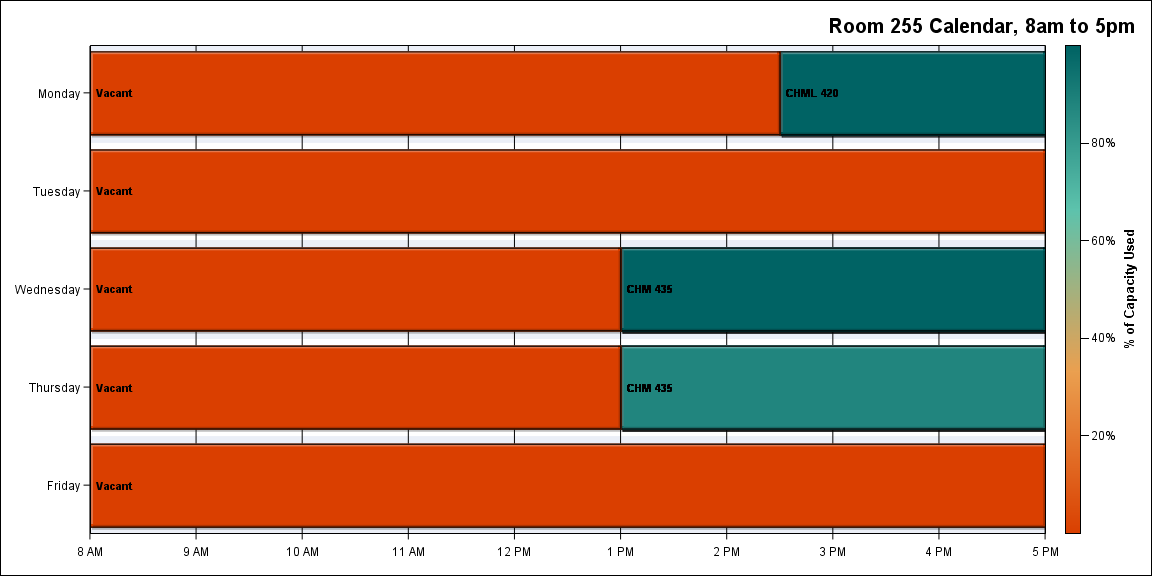 Room 255 Calendar, 8am to 5pm
Monday
Vacant
CHML 420
Tuesday
Vacant
Wednesday
Vacant
CHM 435
Thursday
Vacant
CHM 435
Friday
Vacant
8 AM 9 AM 10 AM 11 AM 12 PM 1 PM 2 PM 3 PM 4 PM 5 PM
80%
60%
40%
20%
% of Capacity Used